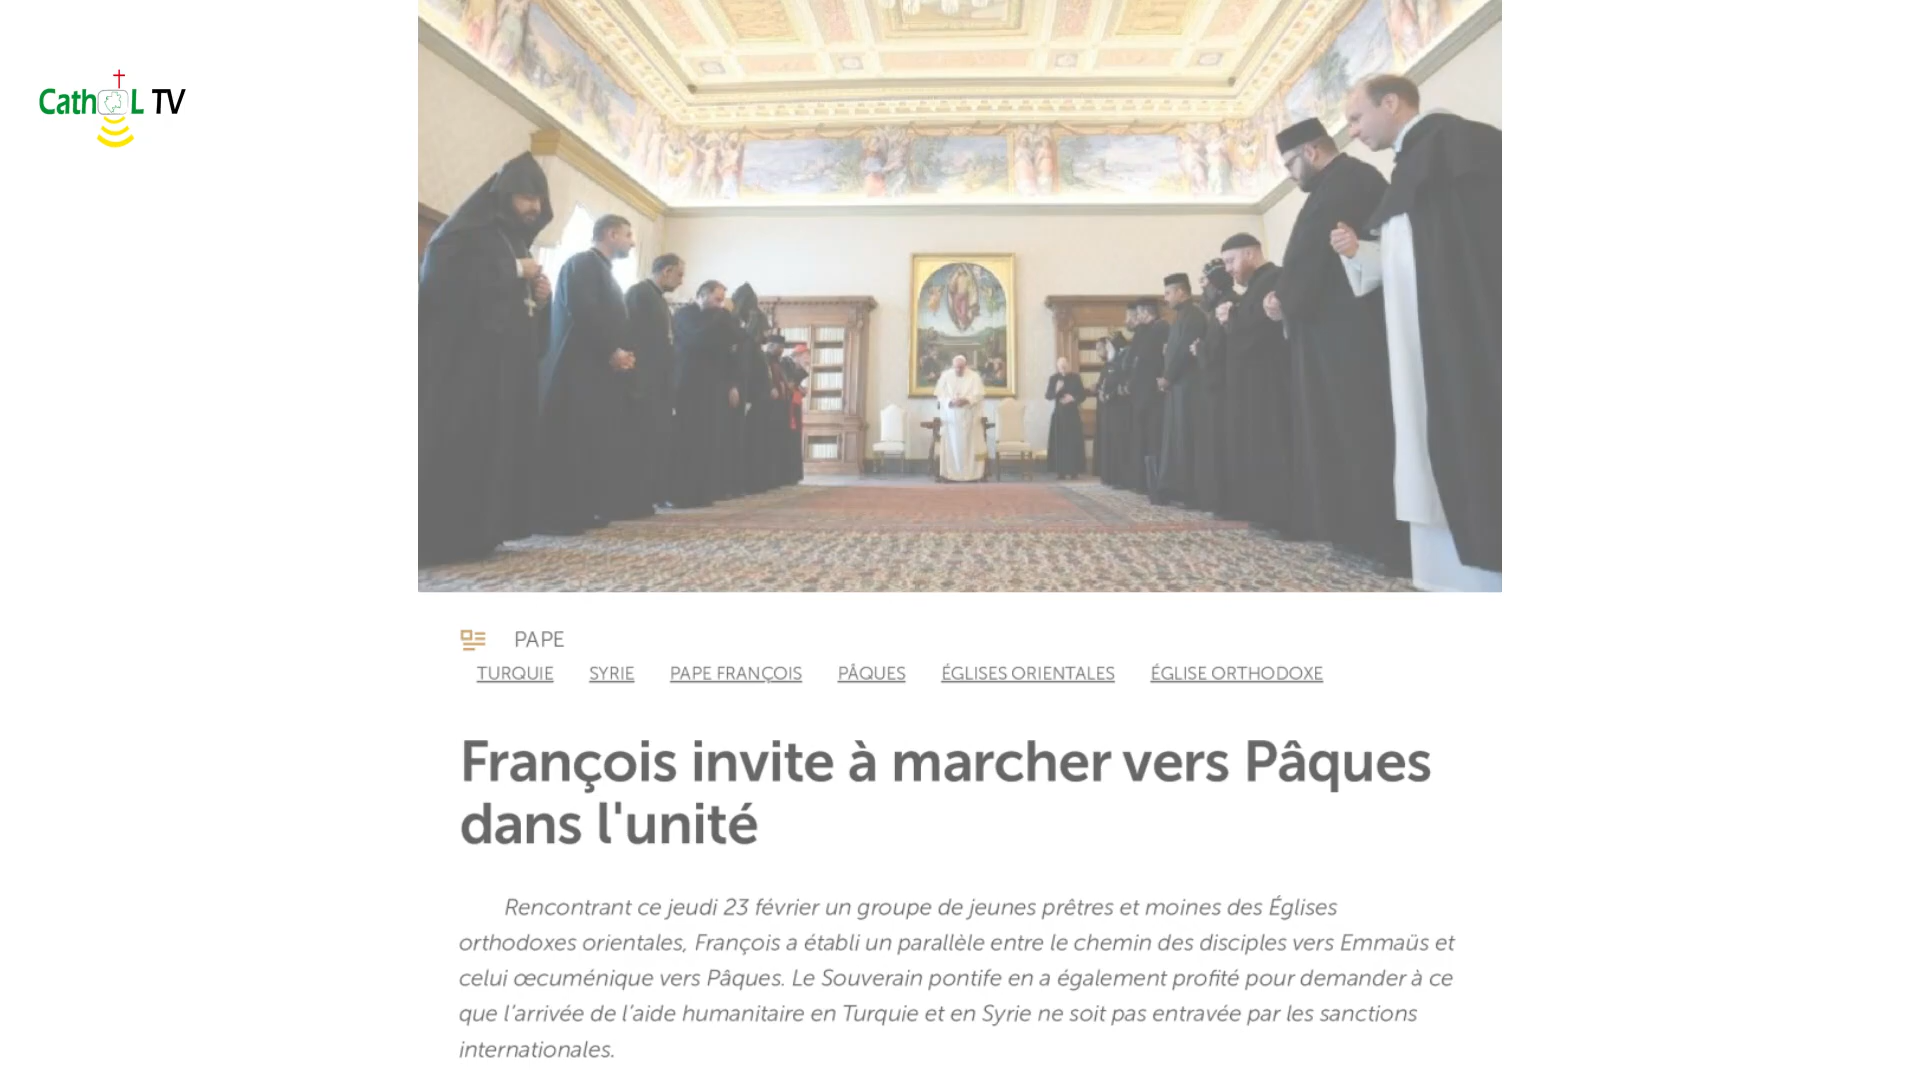 CathoL TV
PAPE
TURQUIE SYRIE PAPE FRANÇOIS PÂQUES ÉGLISES ORIENTALES ÉGLISE ORTHODOXE
François invite à marcher vers Pâques
dans l'unité
Rencontrant ce jeudi 23 février un groupe de jeunes prêtres et moines des Églises
orthodoxes orientales, François a établi un parallèle entre le chemin des disciples vers Emmaüs et
celui œcuménique vers Pâques. Le Souverain pontife en a également profité pour demander à ce
que l’arrivée de l’aide humanitaire en Turquie et en Syrie ne soit pas entravée par les sanctions
internationales.